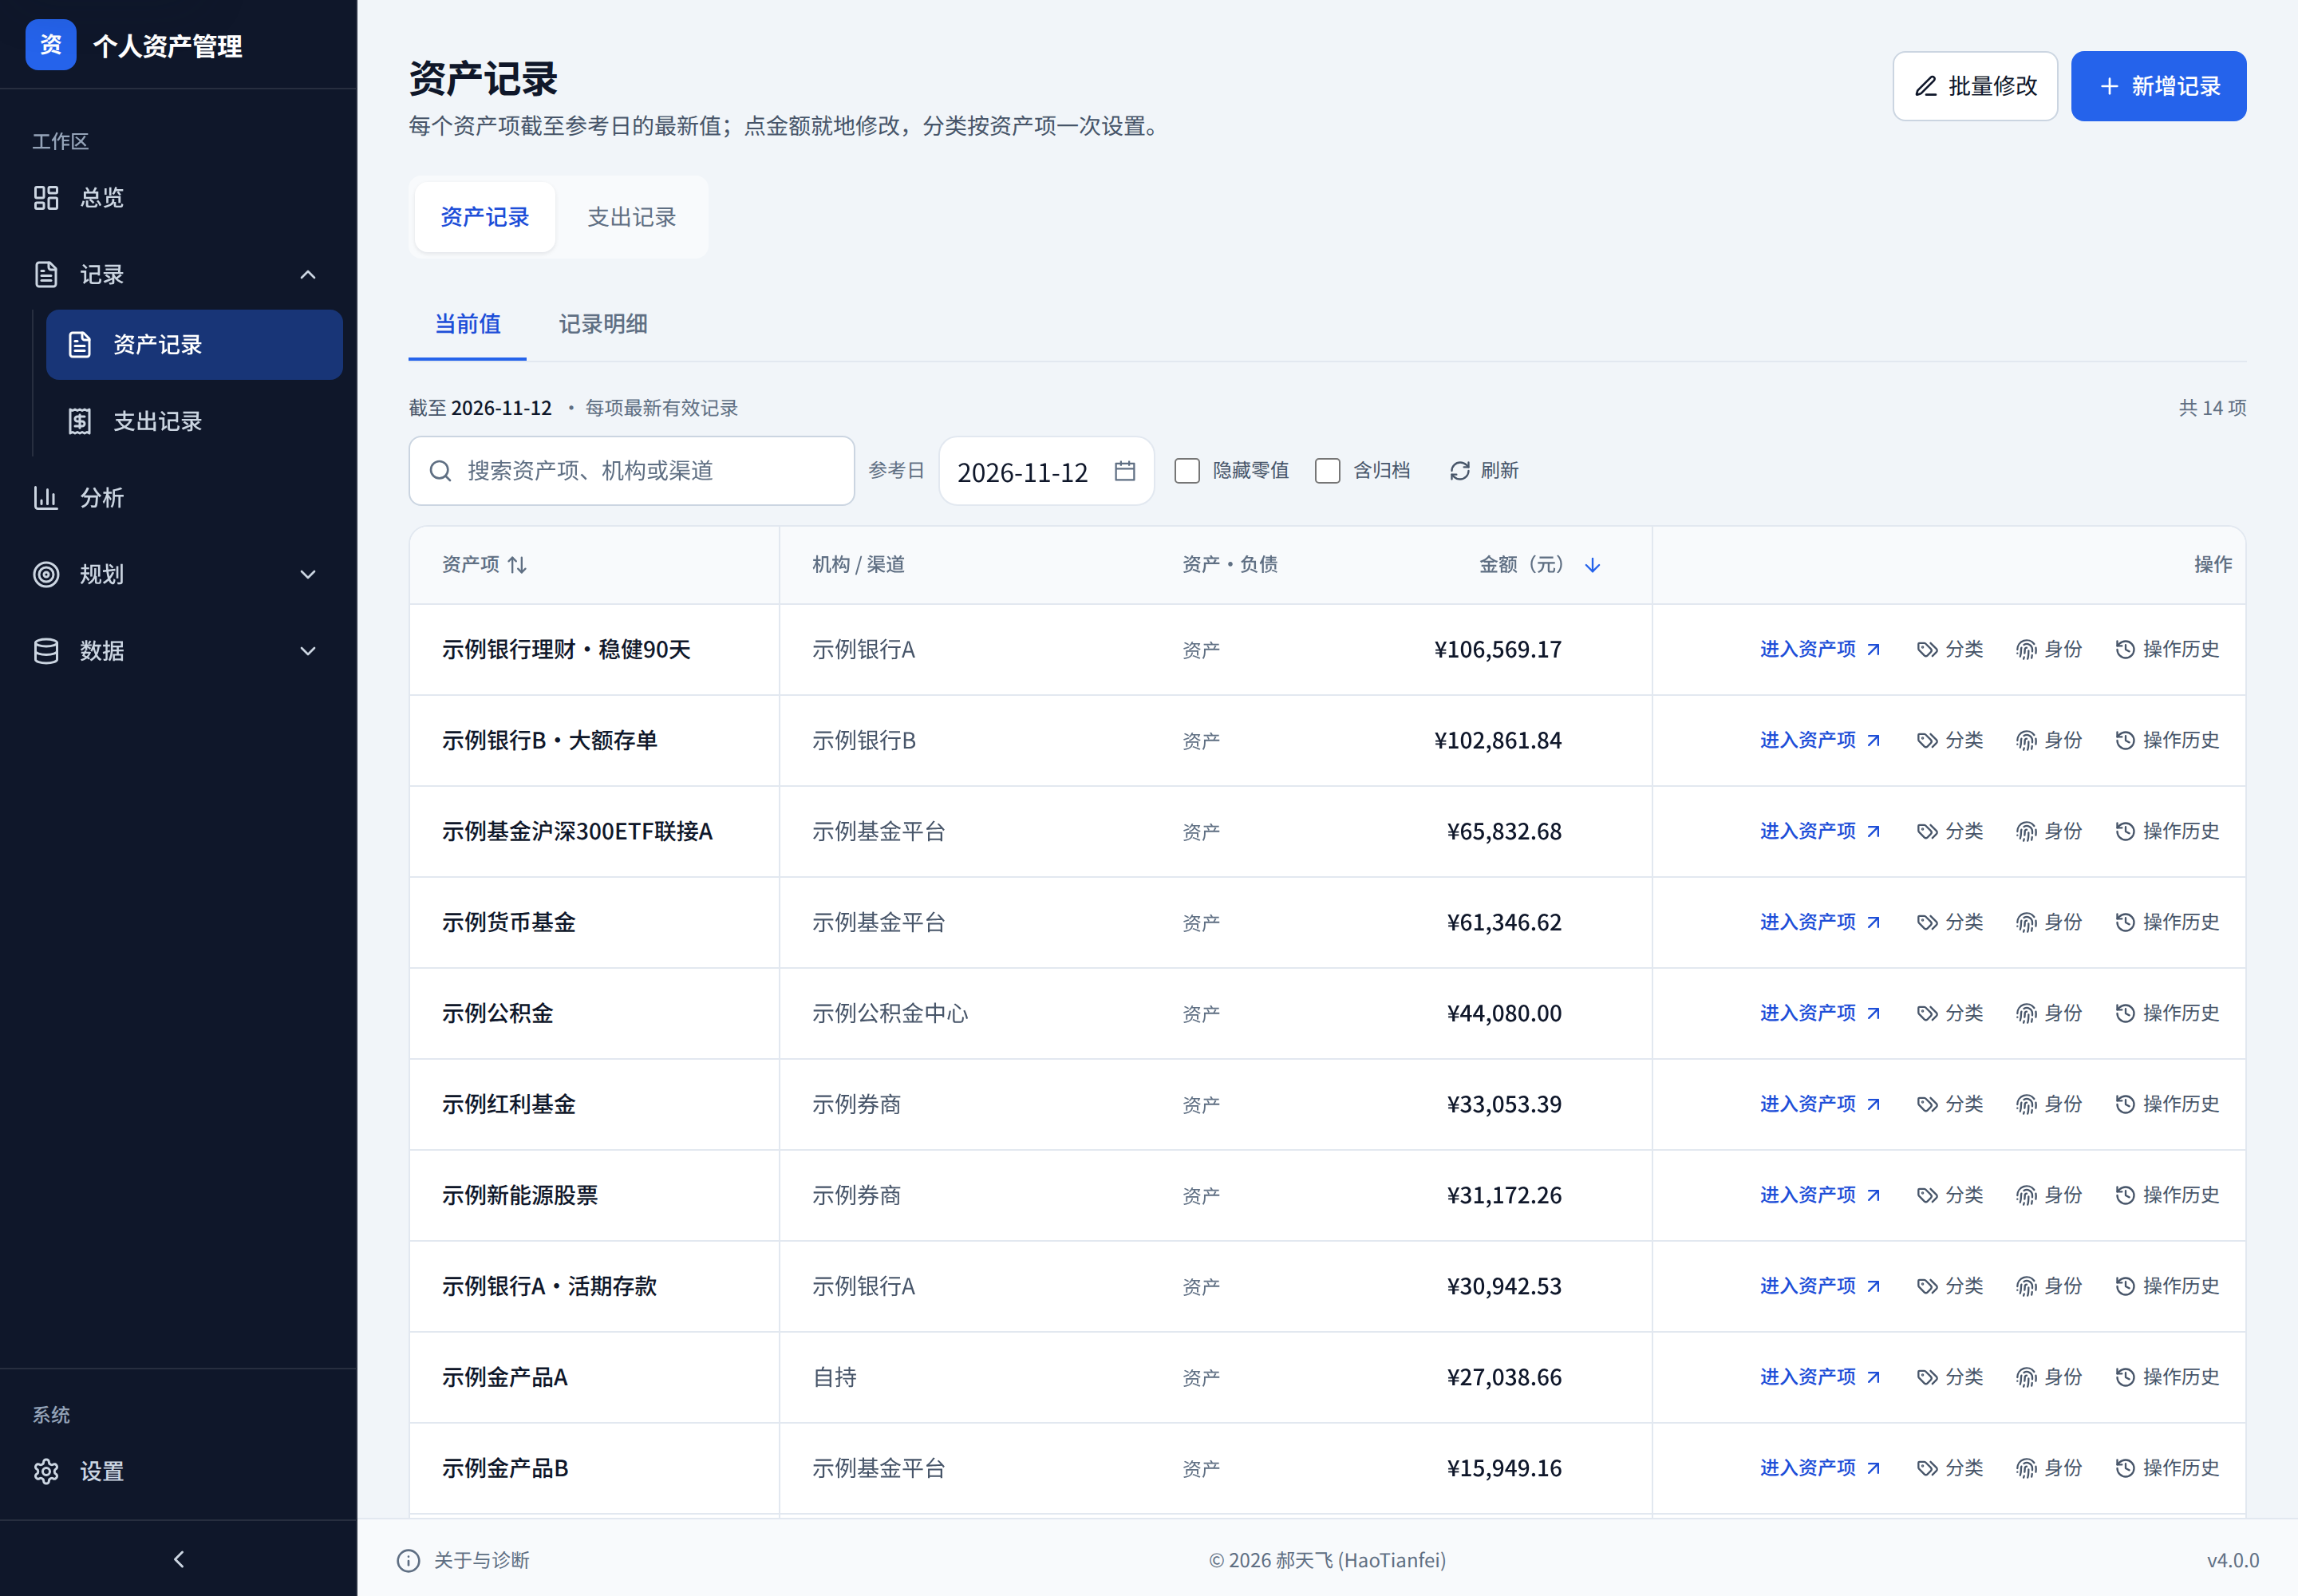 资 个人资产管理
工作区
总览
记录
资产记录
支出记录
分析
规划
数据
系统
设置
资产记录
每个资产项截至参考日的最新值；点金额就地修改，分类按资产项一次设置。
批量修改 新增记录
资产记录 支出记录
当前值 记录明细
截至 2026-11-12 · 每项最新有效记录 共 14 项
搜索资产项、机构或渠道 参考日 2026-11-12 隐藏零值 含归档 刷新
资产项 机构 / 渠道 资产·负债 金额（元） 操作
示例银行理财·稳健90天 示例银行A 资产 ¥106,569.17 进入资产项 分类 身份 操作历史
示例银行B·大额存单 示例银行B 资产 ¥102,861.84 进入资产项 分类 身份 操作历史
示例基金沪深300ETF联接A 示例基金平台 资产 ¥65,832.68 进入资产项 分类 身份 操作历史
示例货币基金 示例基金平台 资产 ¥61,346.62 进入资产项 分类 身份 操作历史
示例公积金 示例公积金中心 资产 ¥44,080.00 进入资产项 分类 身份 操作历史
示例红利基金 示例券商 资产 ¥33,053.39 进入资产项 分类 身份 操作历史
示例新能源股票 示例券商 资产 ¥31,172.26 进入资产项 分类 身份 操作历史
示例银行A·活期存款 示例银行A 资产 ¥30,942.53 进入资产项 分类 身份 操作历史
示例金产品A 自持 资产 ¥27,038.66 进入资产项 分类 身份 操作历史
示例金产品B 示例基金平台 资产 ¥15,949.16 进入资产项 分类 身份 操作历史
关于与诊断 © 2026 郝天飞 (HaoTianfei) v4.0.0